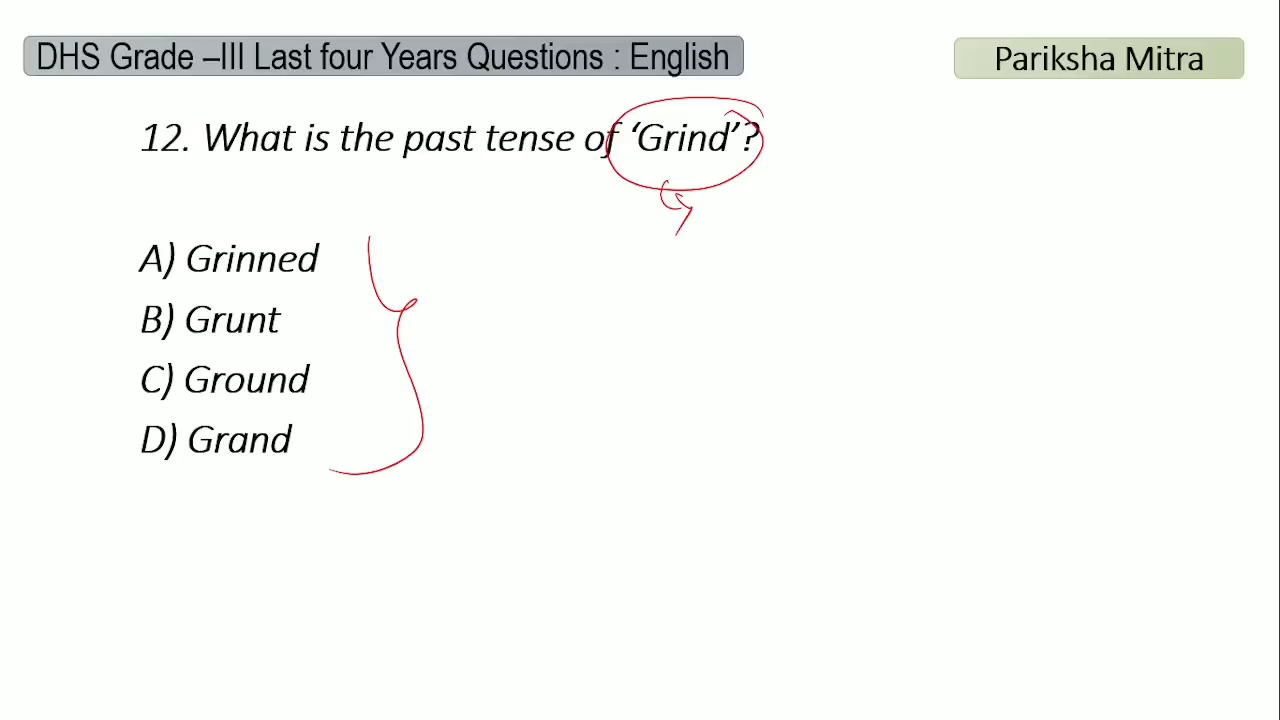 DHS Grade –III Last four Years Questions : English
Pariksha Mitra
12. What is the past tense of ‘Grind’?
A) Grinned
B) Grunt
C) Ground
D) Grand